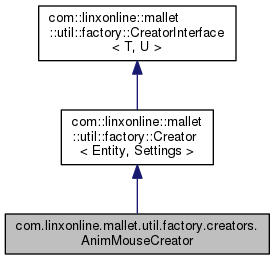 com::linxonline::mallet
::util::factory::CreatorInterface
< T, U >
com::linxonline::mallet
::util::factory::Creator
< Entity, Settings >
com.linxonline.mallet.util.factory.creators.
AnimMouseCreator